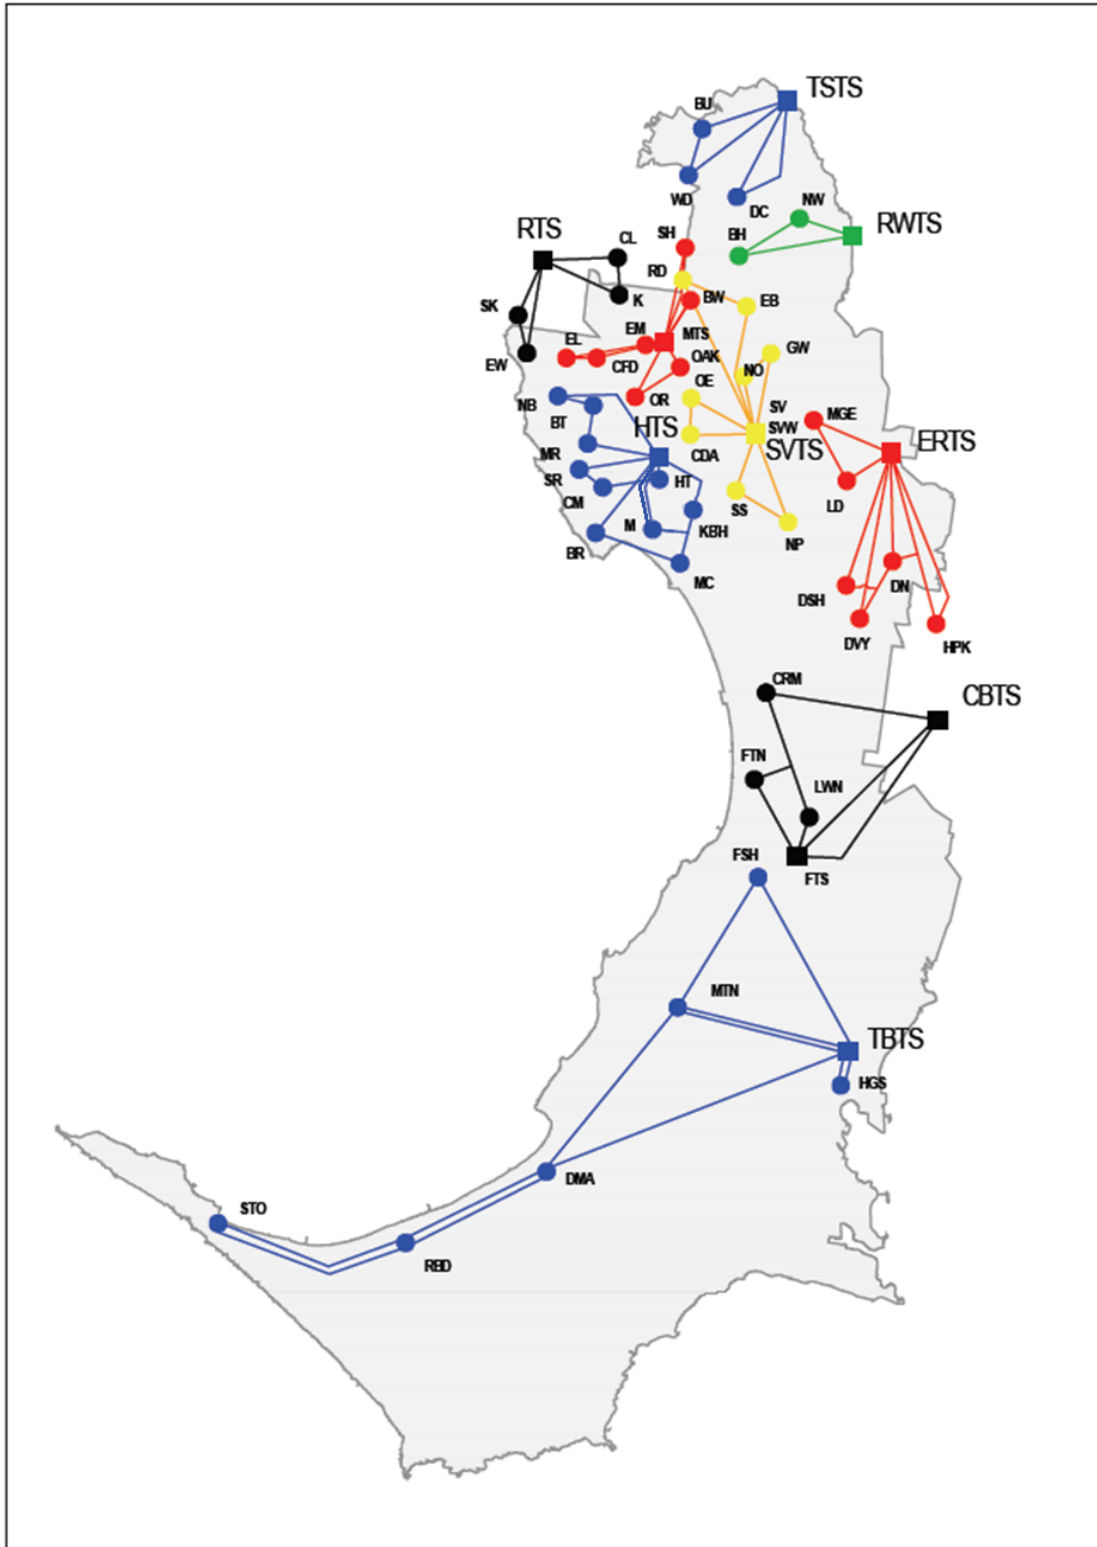 TSTS
BU
WD
DC
NW
RWTS
BH
SH
RTS
CL
RD
K
BW
EB
SK
EM
MTS
EL
GW
OAK
EW
CFD
NO
OE
NB
OR
SV
MGE
BT
HTS
SVW
ERTS
SVTS
MR
CDA
SR
HT
CM
LD
SS
M
KBH
NP
BR
MC
DN
DSH
DVY
HPK
CRM
CBTS
FTN
LWN
FSH
FTS
MTN
TBTS
HGS
DMA
STO
RBD